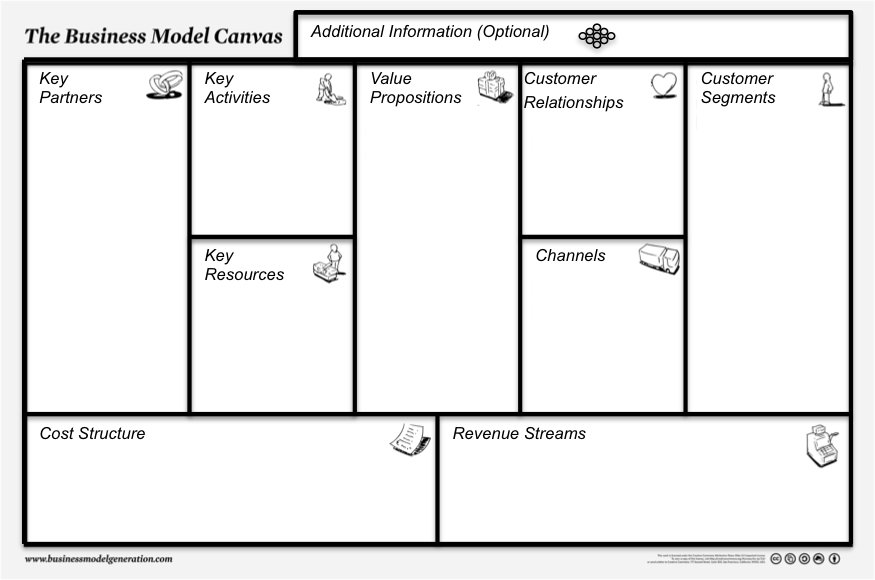 The Business Model Canvas
Additional Information (Optional)
Key
Partners
Key
Activities
Value
Propositions
Customer
Relationships
Customer
Segments
Key
Resources
Channels
Cost Structure
Revenue Streams
www.businessmodelgeneration.com